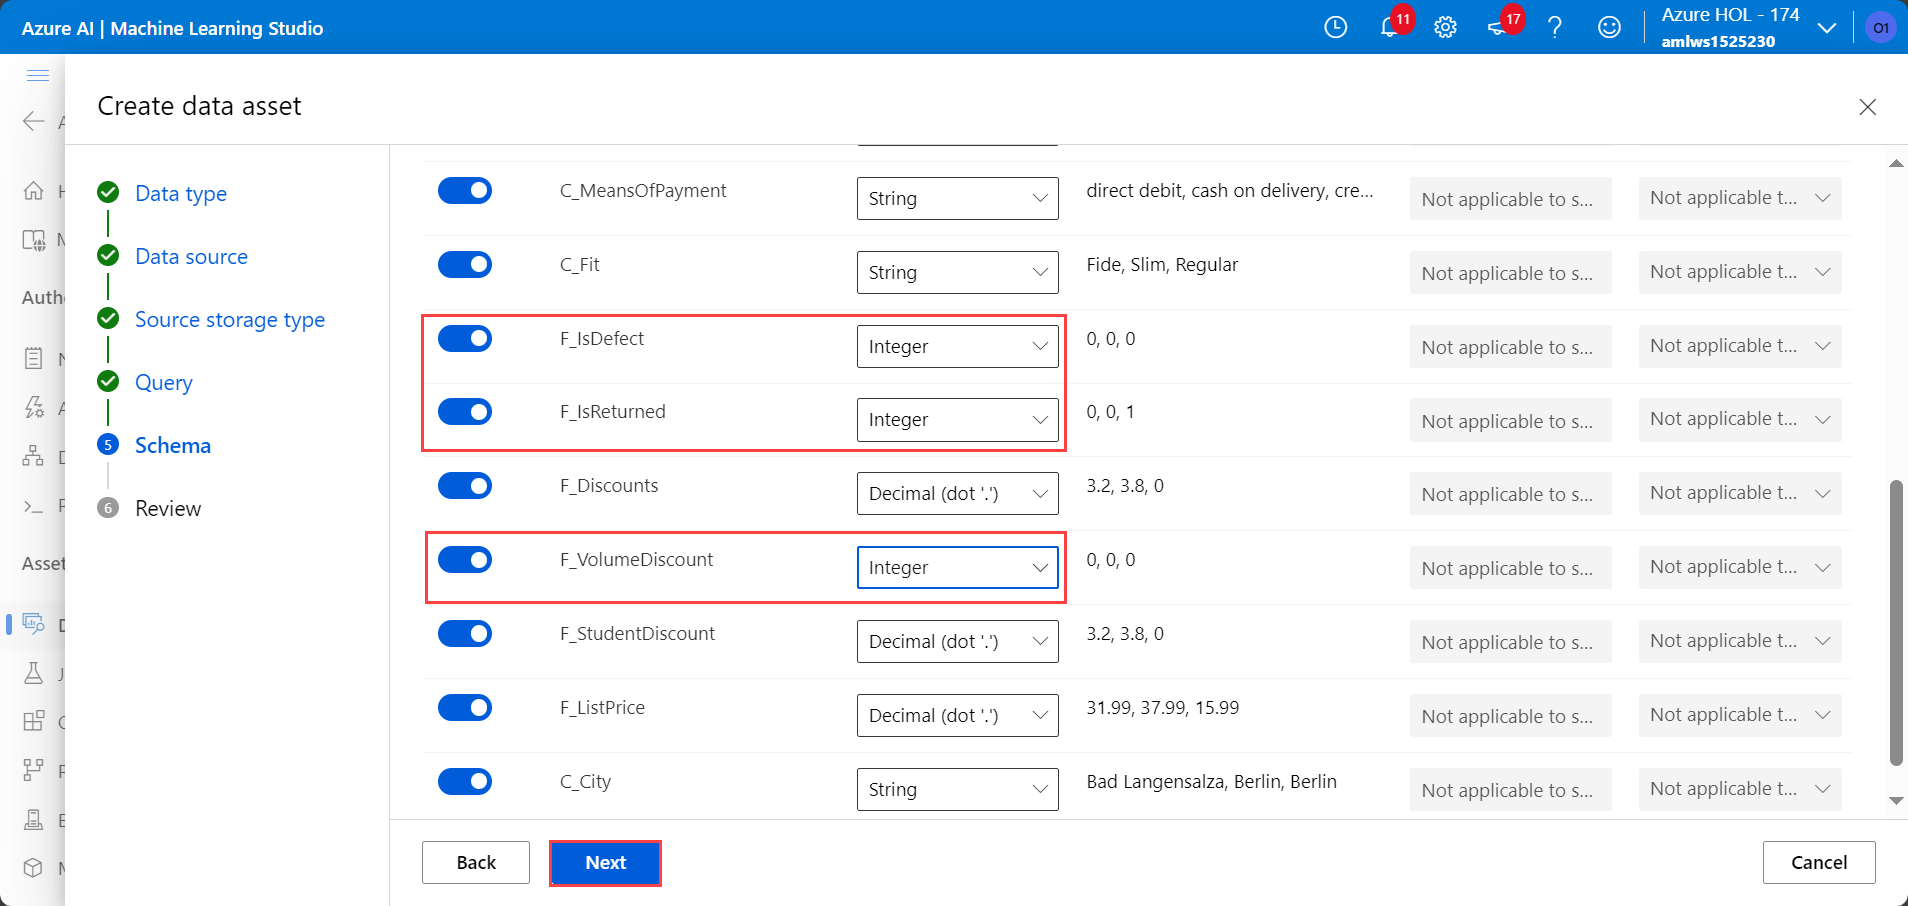 Azure AI | Machine Learning Studio
11
17
Azure HOL - 174
amlws1525230
O1
Create data asset
Data type
Data source
Source storage type
Query
5 Schema
6 Review
Auth
Asset
C_MeansOfPayment String direct debit, cash on delivery, cre... Not applicable to s... Not applicable t...
C_Fit String Fide, Slim, Regular Not applicable to s... Not applicable t...
F_IsDefect Integer 0, 0, 0 Not applicable to s... Not applicable t...
F_IsReturned Integer 0, 0, 1 Not applicable to s... Not applicable t...
F_Discounts Decimal (dot '.') 3.2, 3.8, 0 Not applicable to s... Not applicable t...
F_VolumeDiscount Integer 0, 0, 0 Not applicable to s... Not applicable t...
F_StudentDiscount Decimal (dot '.') 3.2, 3.8, 0 Not applicable to s... Not applicable t...
F_ListPrice Decimal (dot '.') 31.99, 37.99, 15.99 Not applicable to s... Not applicable t...
C_City String Bad Langensalza, Berlin, Berlin Not applicable to s... Not applicable t...
Back
Next
Cancel